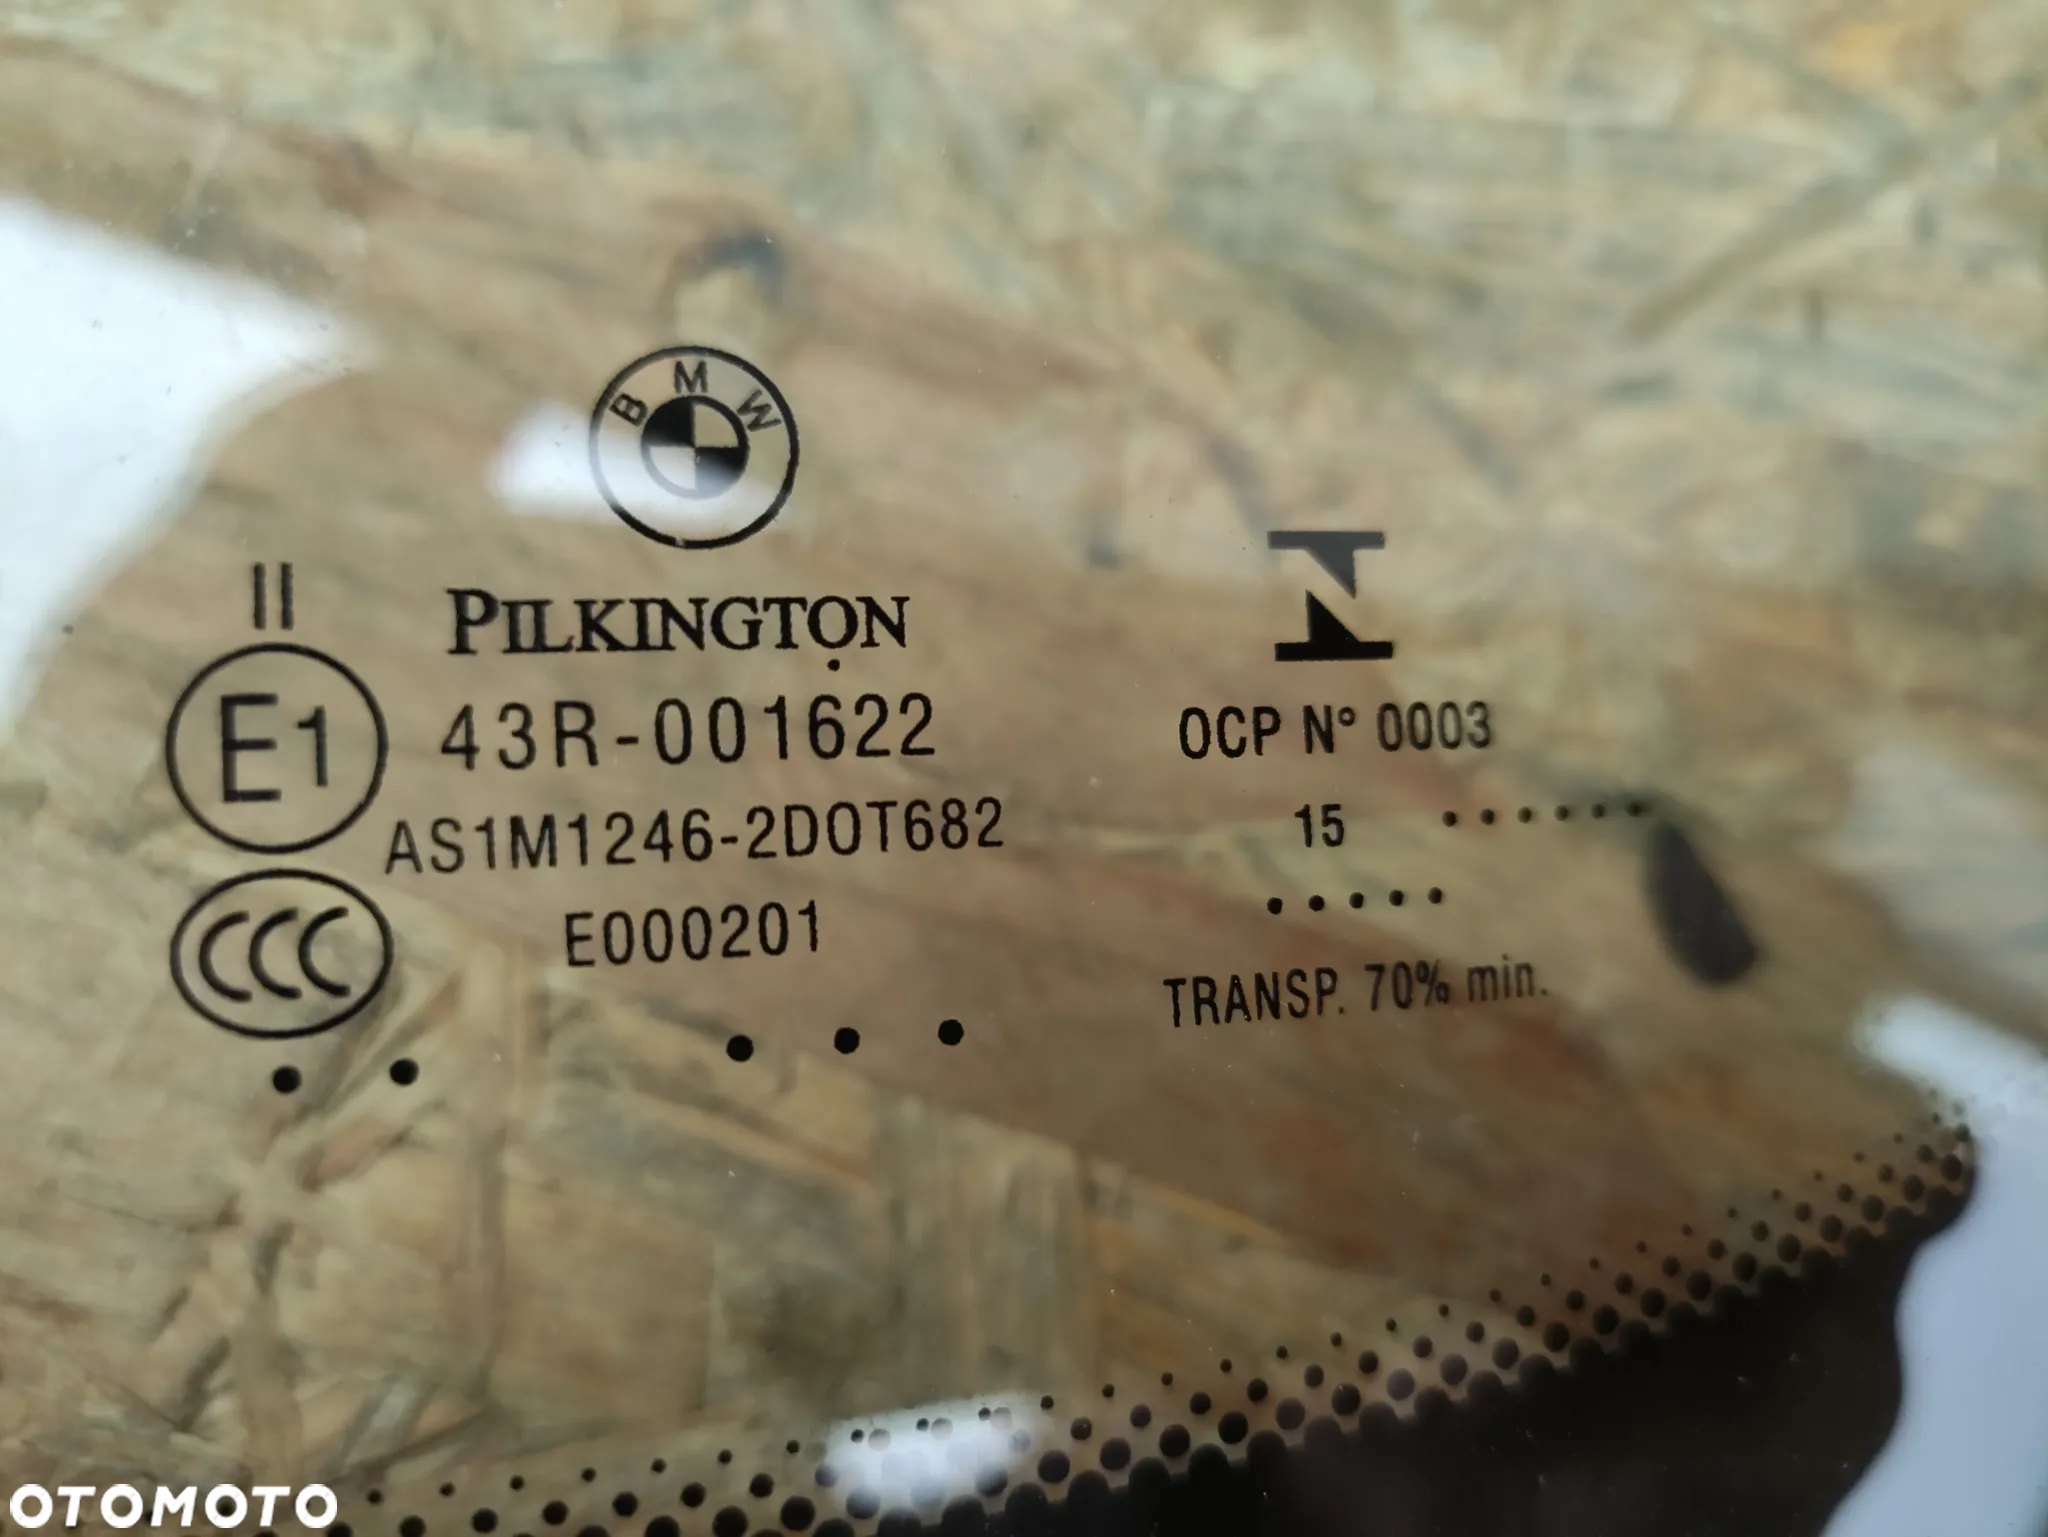 BMW
II
PILKINGTON
E1
43R-001622
AS1M1246-2DOT682
CCC
E000201
N
OCP N° 0003
15 ......
.....
TRANSP. 70% min.
OTOMOTO